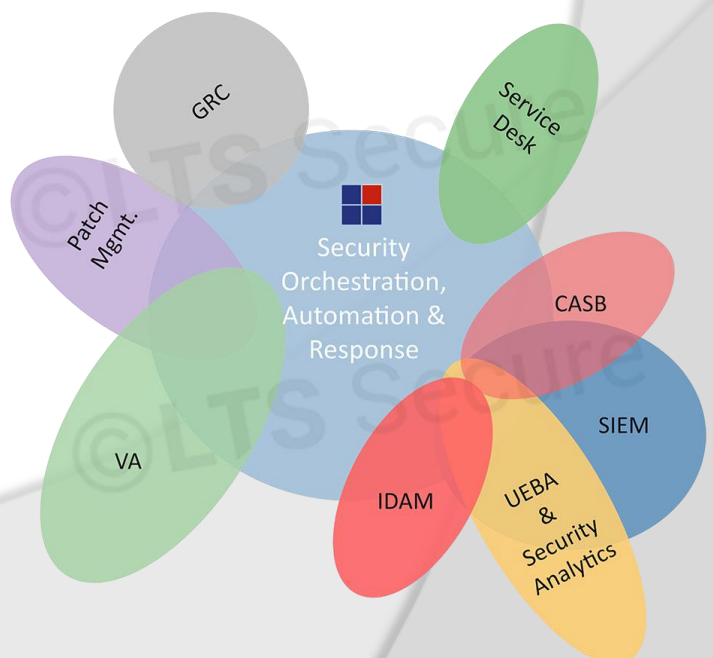 GRC
Service
Desk
Patch
Mgmt.
©LTS Secure
Security
Orchestration,
Automation &
Response
CASB
©LTS Secure
SIEM
VA
IDAM
UEBA
&
Security
Analytics